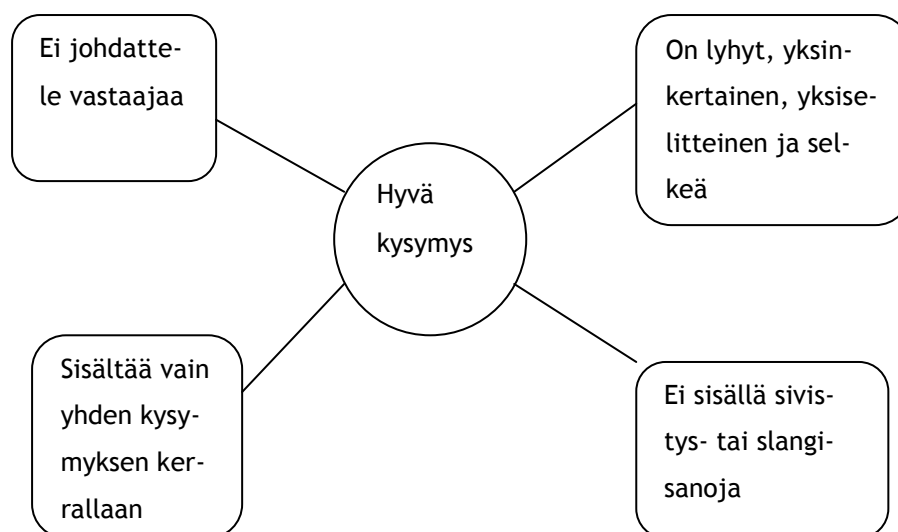 Ei johdatte-
le vastaajaa
On lyhyt, yksin-
kertainen, yksise-
litteinen ja sel-
keä
Hyvä
kysymys
Sisältää vain
yhden kysy-
myksen ker-
rallaan
Ei sisällä sivis-
tys- tai slangi-
sanoja